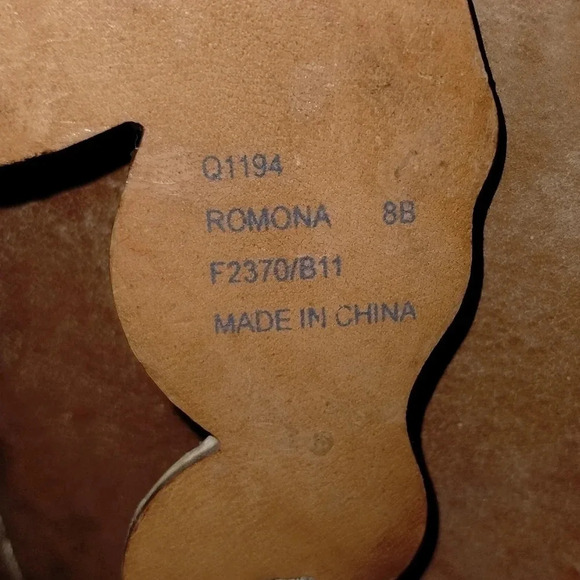 Q1194
ROMONA 8B
F2370/B11
MADE IN CHINA